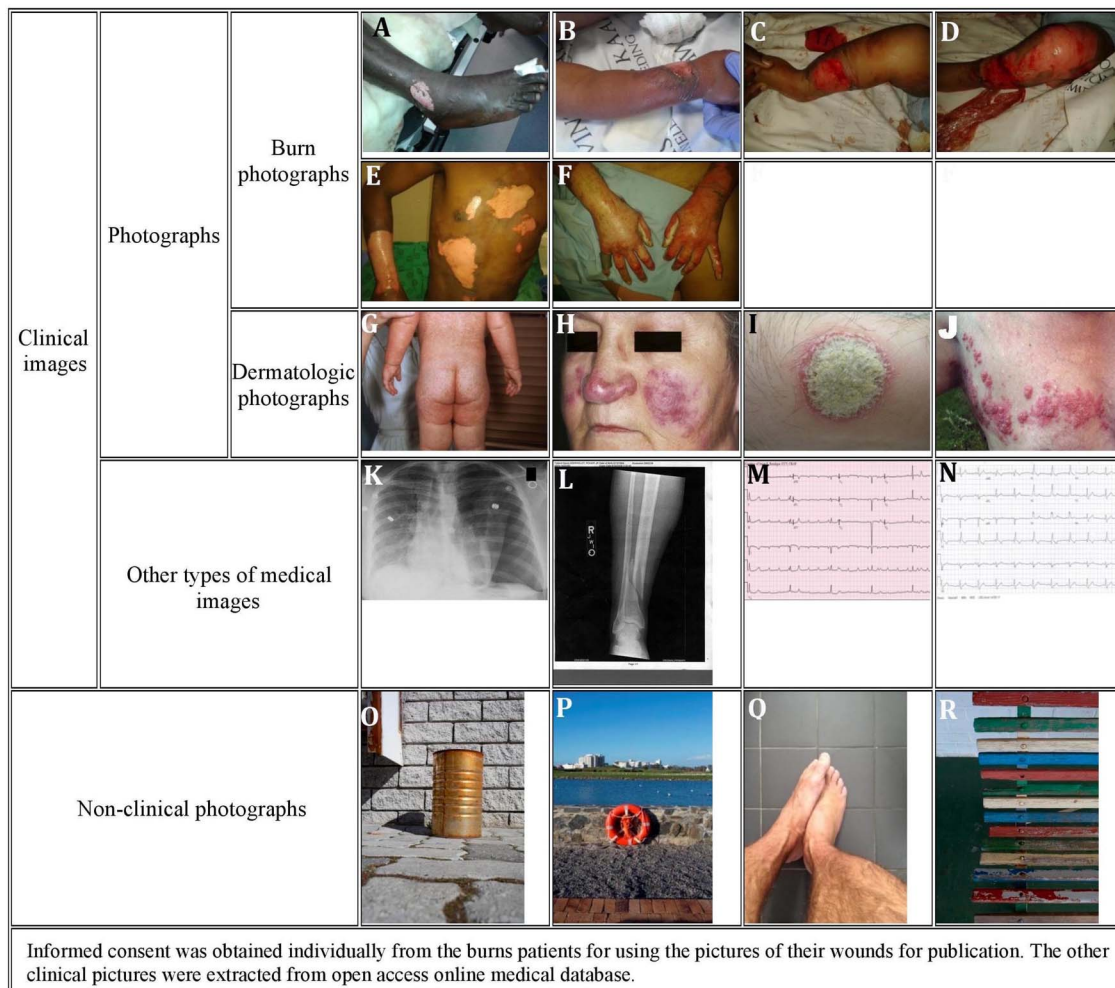 A
B
C
D
Burn
photographs
E
F
Photographs
Clinical
images
G
H
I
J
Dermatologic
photographs
K
L
M
N
Other types of medical
images
O
P
Q
R
Non-clinical photographs
Informed consent was obtained individually from the burns patients for using the pictures of their wounds for publication. The other
clinical pictures were extracted from open access online medical database.